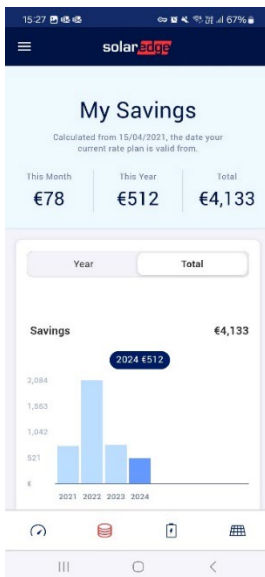 15:27 67%
solaredge
My Savings
Calculated from 15/04/2021, the date your
current rate plan is valid from.
This Month This Year Total
€78 €512 €4,133
Year Total
Savings €4,133
2024 €512
2,084
1,563
1,042
521
€
2021 2022 2023 2024